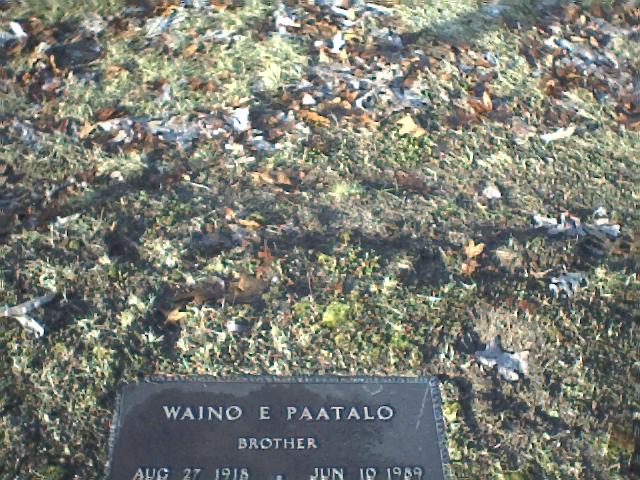 WAINO E PAATALO
BROTHER
AUG 27 1918 JUN 10 1989